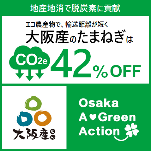 地産地消で脱炭素に貢献
エコ農産物で、輸送距離が短く
大阪産のたまねぎは
CO2e
42%OFF
大阪産
Osaka
A Green
Action